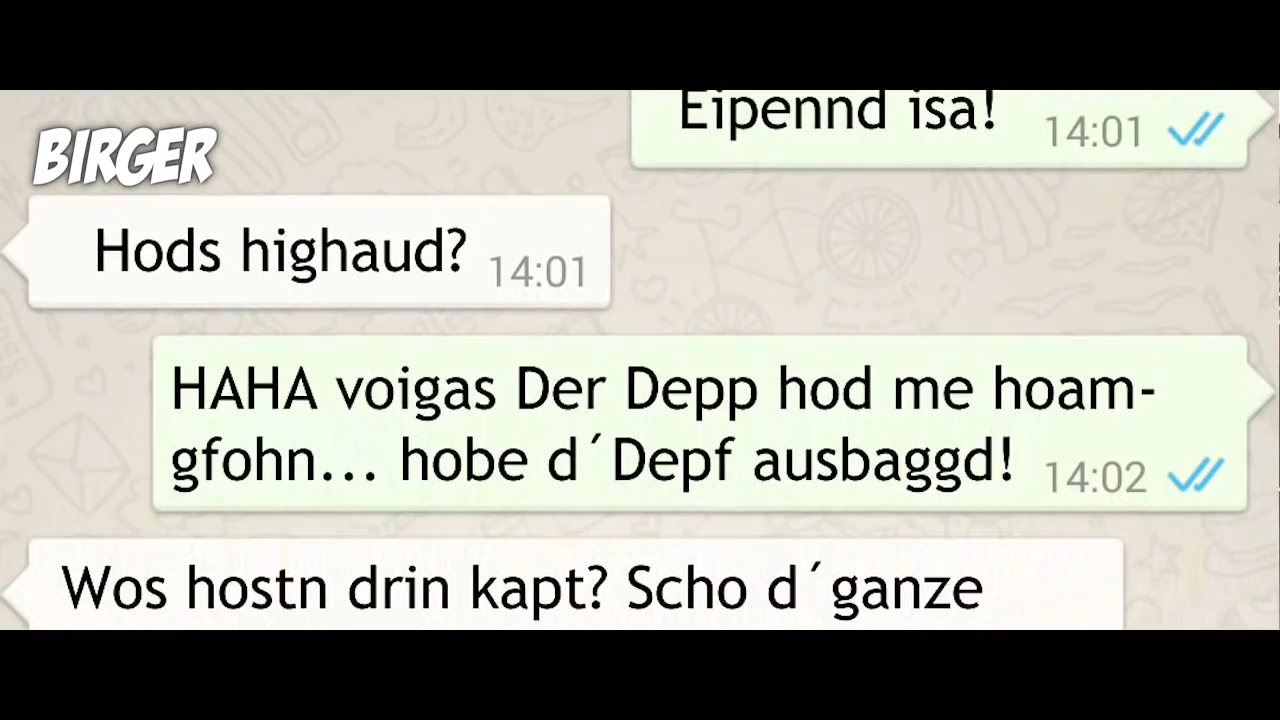 Eipennd isa!
14:01
BIRGER
Hods highaud?
14:01
HAHA voigas Der Depp hod me hoam-
gfohn... hobe d´Depf ausbaggd!
14:02
Wos hostn drin kapt? Scho d´ganze